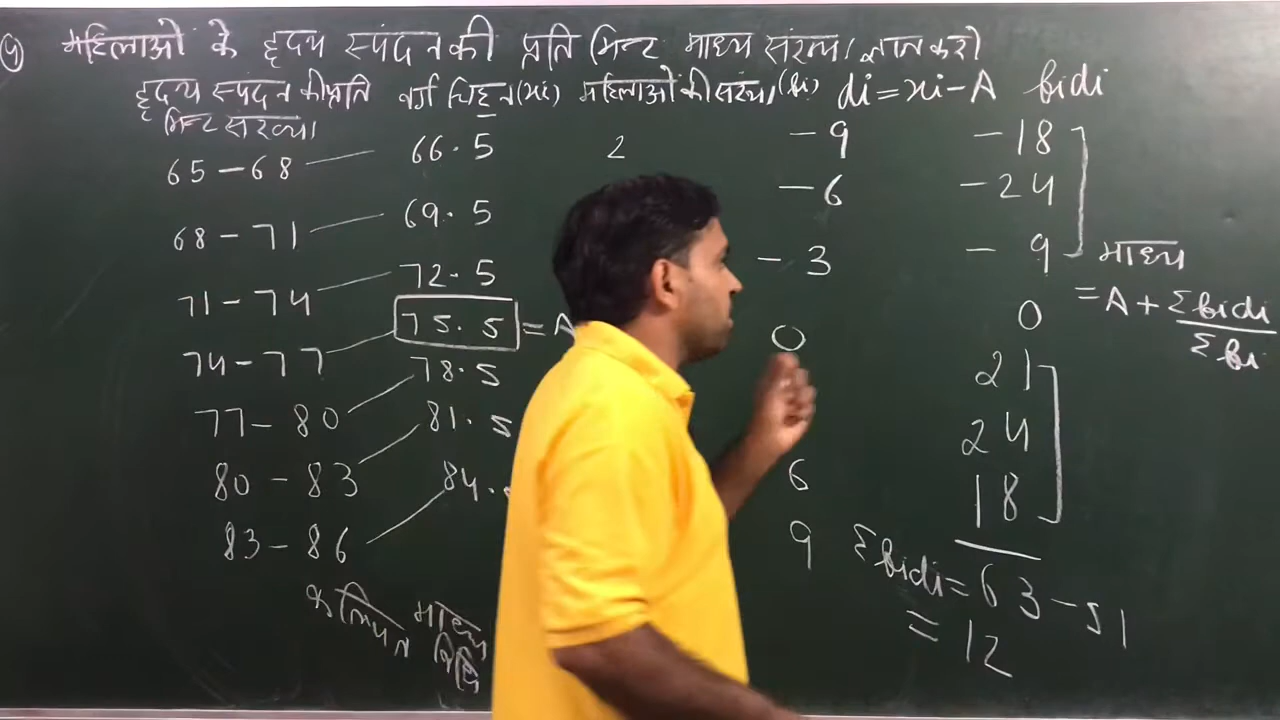 ४) महिलाओ के हृदय स्पंदन की प्रति मिनट माध्य संख्या ज्ञात करो
हृदय स्पंदन की प्रति मिनट संख्या वर्ग चिह्न (xi) महिलाओ की संख्या (fi) di=xi-A fidi
65-68 66.5 2 -9 -18
68-71 69.5 -6 -24
71-74 72.5 -3 -9
74-77 75.5 = A 0 0
77-80 78.5 21
80-83 81.5 6 24
83-86 84. 9 18
माध्य
= A + Σfidi / Σfi
Σfidi = 63-51
= 12
कल्पित माध्य विधि